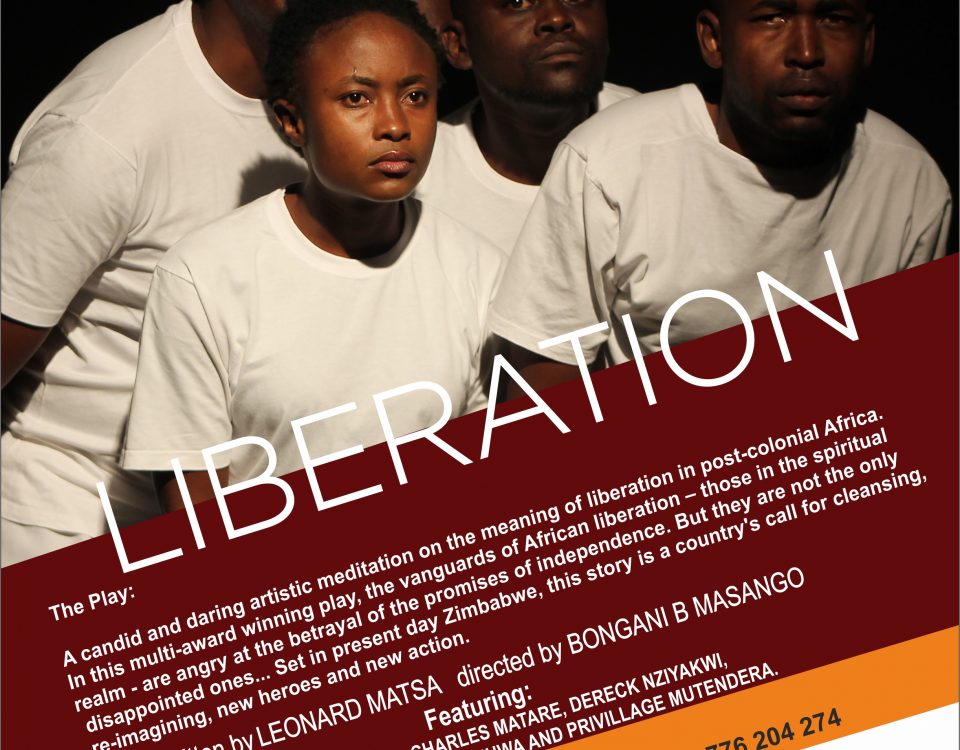 LIBERATION
The Play:
A candid and daring artistic meditation on the meaning of liberation in post-colonial Africa.
In this multi-award winning play, the vanguards of African liberation – those in the spiritual
realm - are angry at the betrayal of the promises of independence. But they are not the only
disappointed ones... Set in present day Zimbabwe, this story is a country's call for cleansing,
re-imagining, new heroes and new action.
by LEONARD MATSA directed by BONGANI B MASANGO
Featuring:
CHARLES MATARE, DERECK NZIYAKWI,
AND PRIVILLAGE MUTENDERA.
776 204 274